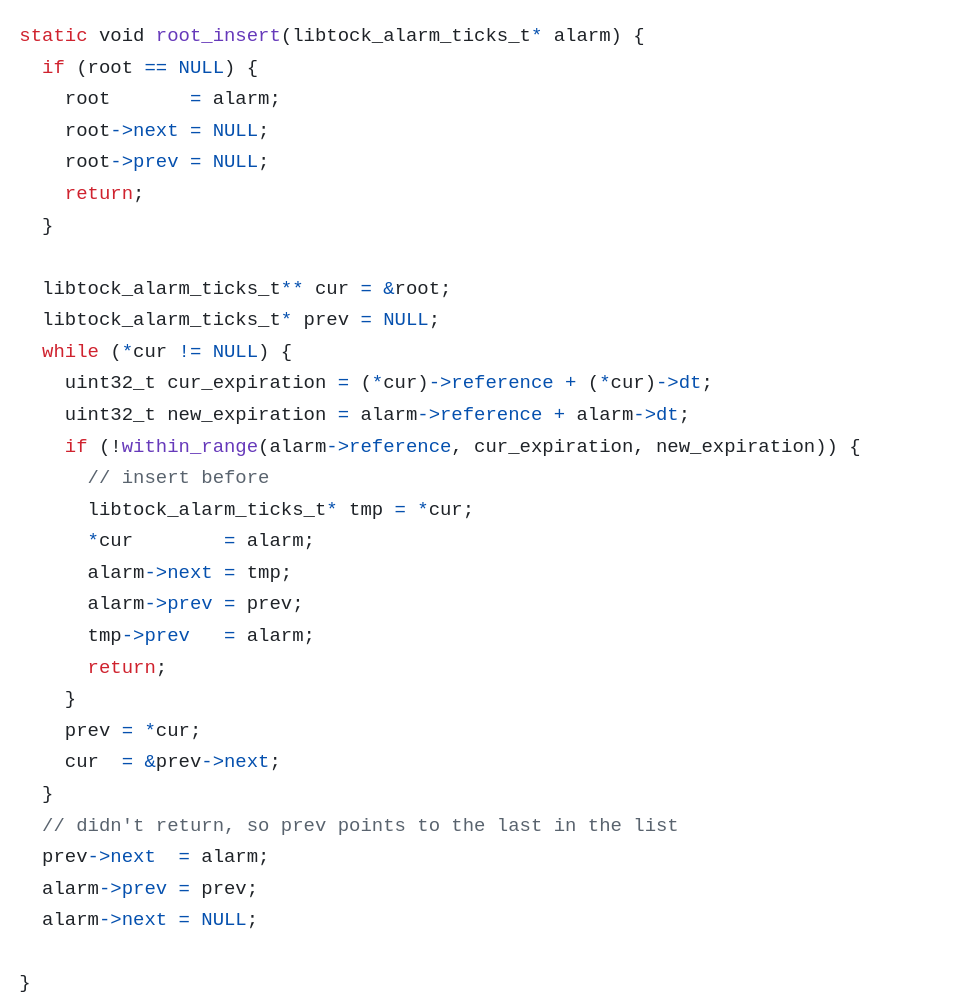 static void root_insert(libtock_alarm_ticks_t* alarm) {
  if (root == NULL) {
    root       = alarm;
    root->next = NULL;
    root->prev = NULL;
    return;
  }

  libtock_alarm_ticks_t** cur = &root;
  libtock_alarm_ticks_t* prev = NULL;
  while (*cur != NULL) {
    uint32_t cur_expiration = (*cur)->reference + (*cur)->dt;
    uint32_t new_expiration = alarm->reference + alarm->dt;
    if (!within_range(alarm->reference, cur_expiration, new_expiration)) {
      // insert before
      libtock_alarm_ticks_t* tmp = *cur;
      *cur        = alarm;
      alarm->next = tmp;
      alarm->prev = prev;
      tmp->prev   = alarm;
      return;
    }
    prev = *cur;
    cur  = &prev->next;
  }
  // didn't return, so prev points to the last in the list
  prev->next  = alarm;
  alarm->prev = prev;
  alarm->next = NULL;

}